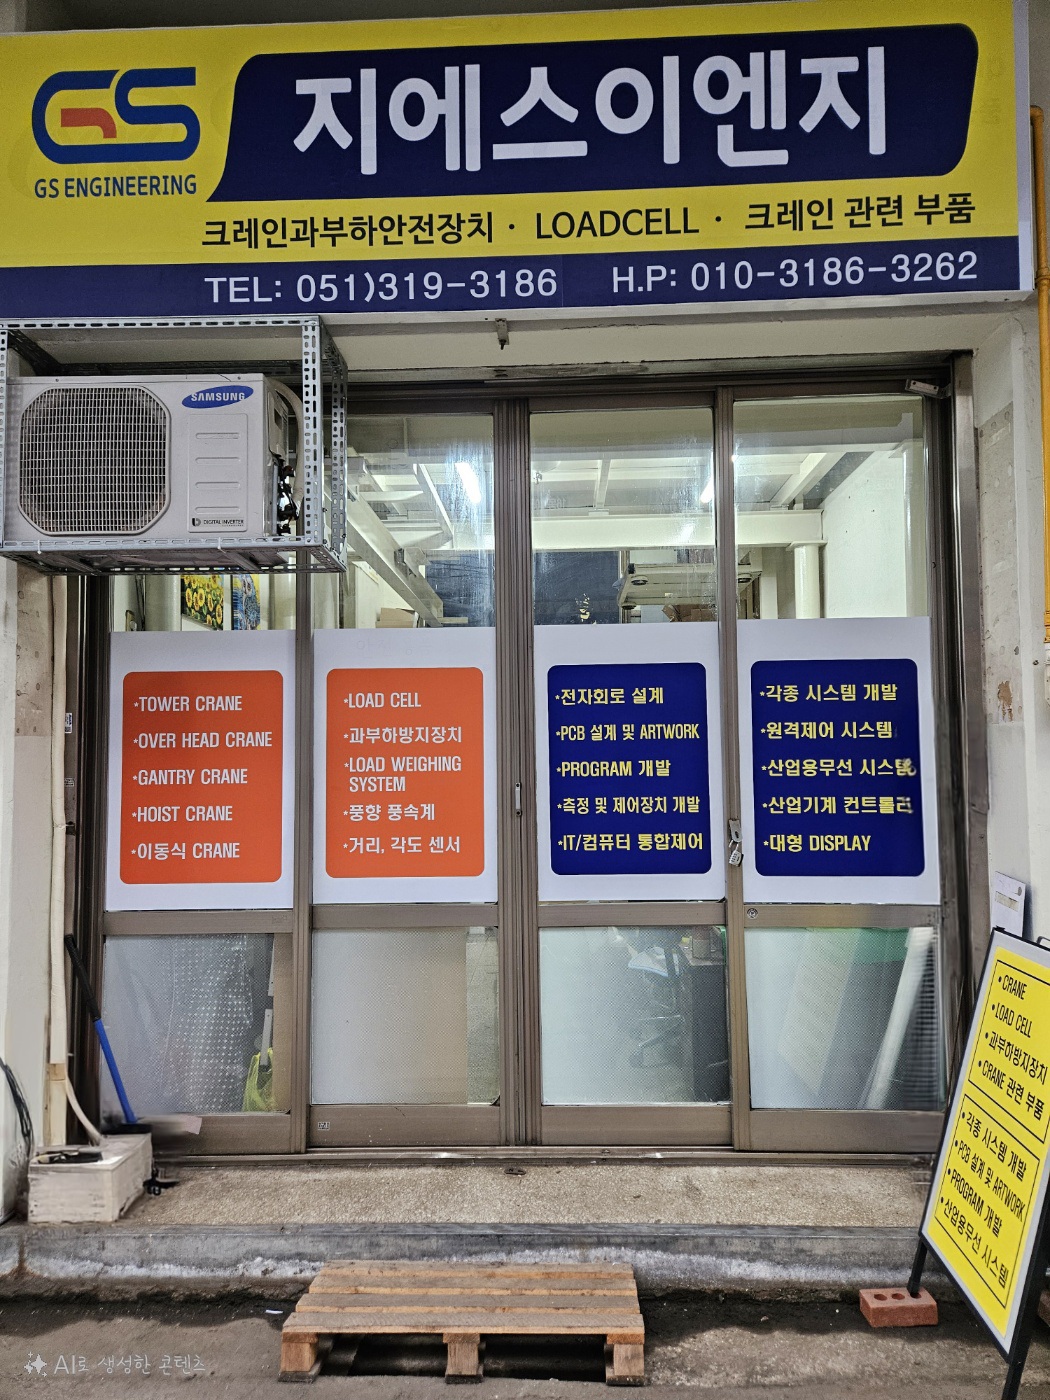 GS ENGINEERING
지에스이엔지
크레인과부하안전장치 · LOADCELL · 크레인 관련 부품
TEL: 051)319-3186 H.P: 010-3186-3262
SAMSUNG
DIGITAL INVERTER
*TOWER CRANE
*OVER HEAD CRANE
*GANTRY CRANE
*HOIST CRANE
*이동식 CRANE
*LOAD CELL
*과부하방지장치
*LOAD WEIGHING
SYSTEM
*풍향 풍속계
*거리, 각도 센서
*전자회로 설계
*PCB 설계 및 ARTWORK
*PROGRAM 개발
*측정 및 제어장치 개발
*IT/컴퓨터 통합제어
*각종 시스템 개발
*원격제어 시스템
*산업용무선 시스템
*산업기계 컨트롤러
*대형 DISPLAY
• CRANE
• LOAD CELL
• 과부하방지장치
• CRANE 관련 부품
• 각종 시스템 개발
• PCB 설계 및 ARTWORK
• PROGRAM 개발
• 산업용무선 시스템
AI로 생성한 콘텐츠